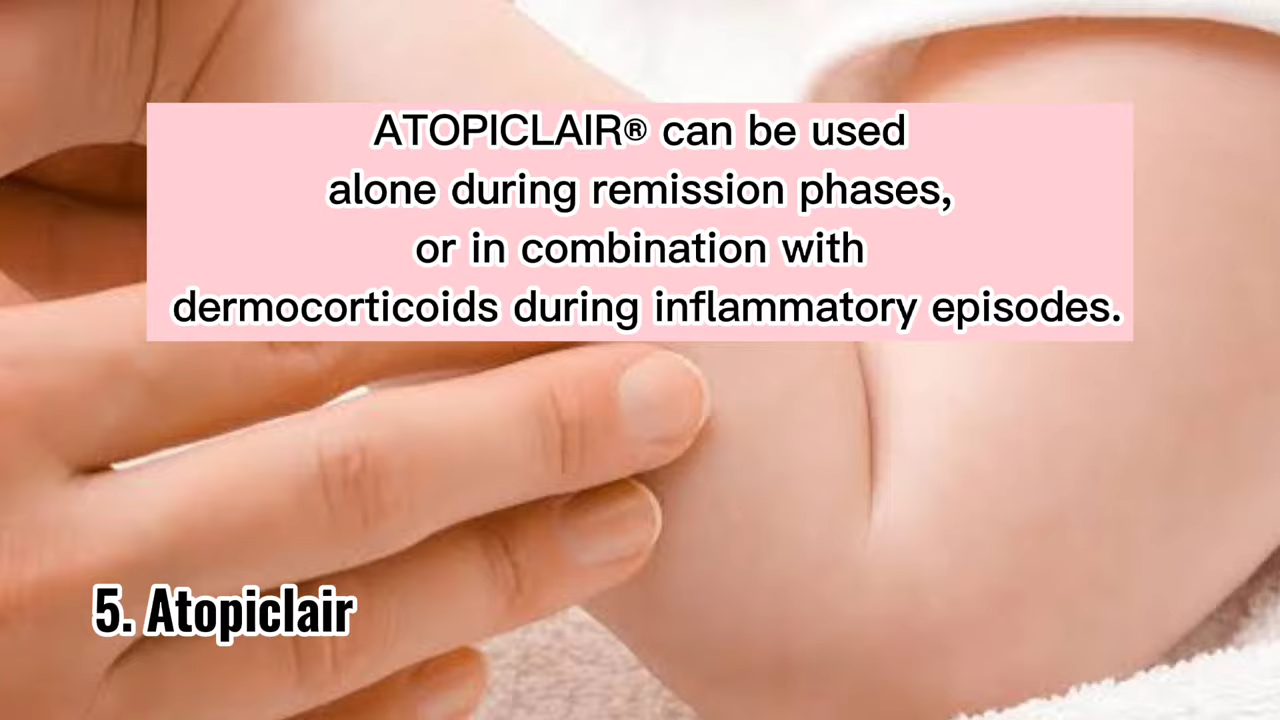 ATOPICLAIR® can be used
alone during remission phases,
or in combination with
dermocorticoids during inflammatory episodes.
5. Atopiclair